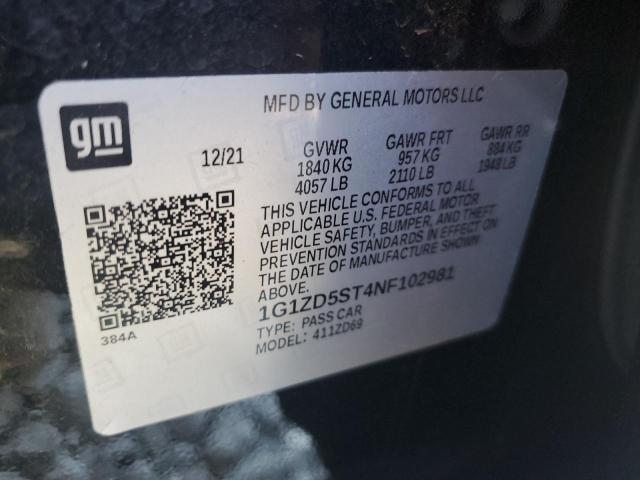 gm
MFD BY GENERAL MOTORS LLC
12/21
GVWR
1840 KG
4057 LB
GAWR FRT
957 KG
2110 LB
GAWR RR
884 KG
1948 LB
THIS VEHICLE CONFORMS TO ALL
APPLICABLE U.S. FEDERAL MOTOR
VEHICLE SAFETY, BUMPER, AND THEFT
PREVENTION STANDARDS IN EFFECT ON
THE DATE OF MANUFACTURE SHOWN
ABOVE.
1G1ZD5ST4NF102981
TYPE: PASS CAR
MODEL: 411ZD69
384A